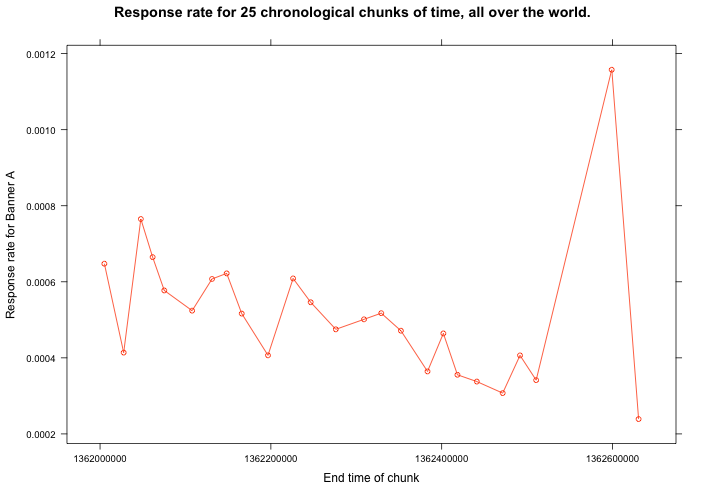 Response rate for 25 chronological chunks of time, all over the world.
0.0012
0.0010
0.0008
0.0006
0.0004
0.0002
Response rate for Banner A
1362000000 1362200000 1362400000 1362600000
End time of chunk